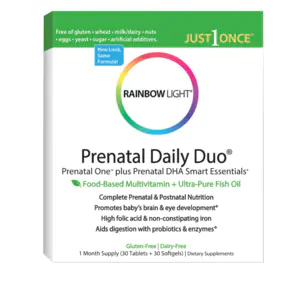 JUST 1 ONCE™
Free of gluten • wheat • milk/dairy • nuts
• eggs • yeast • sugar • artificial additives.
New Look,
Same
Formula!
RAINBOW LIGHT®
Prenatal Daily Duo®
Prenatal One™ plus Prenatal DHA Smart Essentials™
Food-Based Multivitamin + Ultra-Pure Fish Oil
Complete Prenatal & Postnatal Nutrition
Promotes baby's brain & eye development*
High folic acid & non-constipating iron
Aids digestion with probiotics & enzymes*
Gluten-Free | Dairy-Free
1 Month Supply (30 Tablets + 30 Softgels) | Dietary Supplements